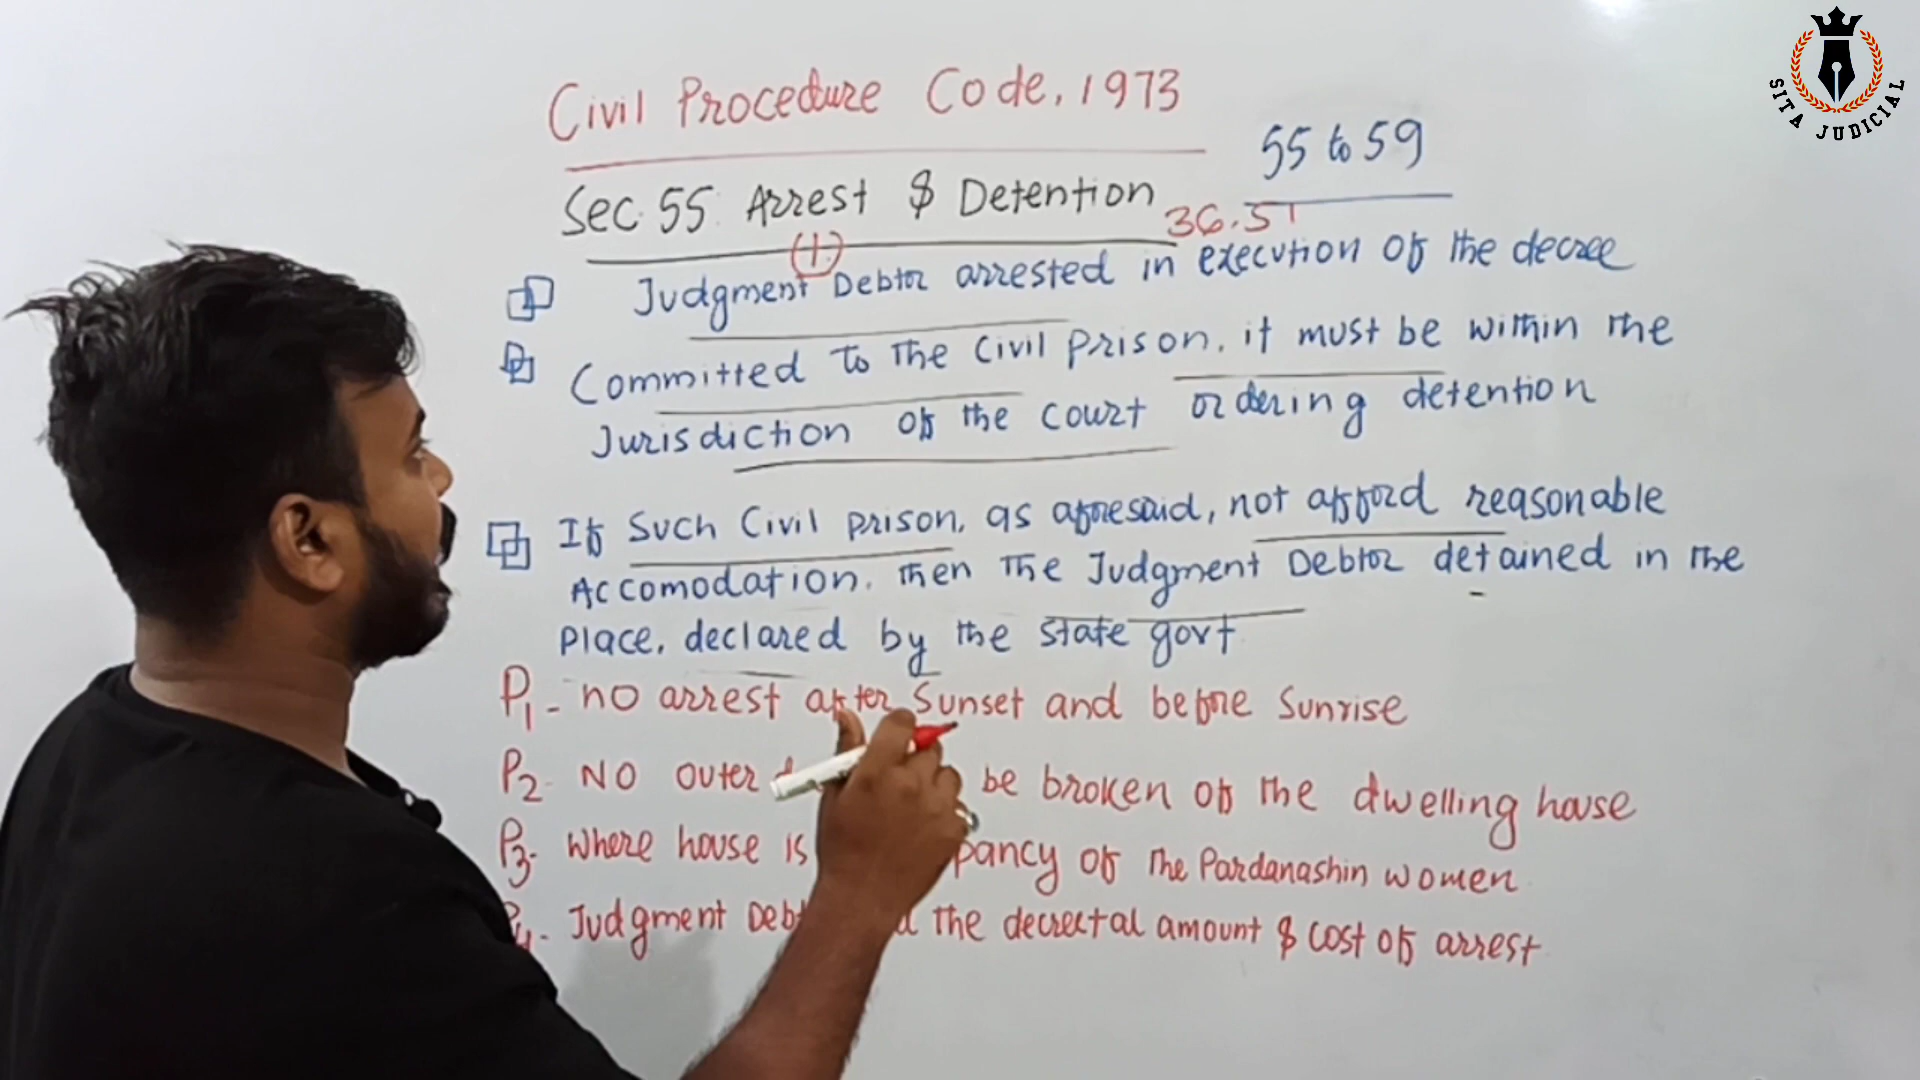 Civil Procedure Code, 1973
55 to 59
Sec. 55 Arrest & Detention
36.51
(1)
Judgment Debtor arrested in execution of the decree
Committed to the Civil prison. it must be within the
Jurisdiction of the court ordering detention
If Such Civil prison, as aforesaid, not afford reasonable
Accomodation. then the Judgment Debtor detained in the
place, declared by the state govt
P1 - no arrest after Sunset and before Sunrise
P2 - NO outer be broken of the dwelling house
P3 - where house is of the Pardanashin women
Judgment the decreetal amount & cost of arrest
SITA JUDICIAL